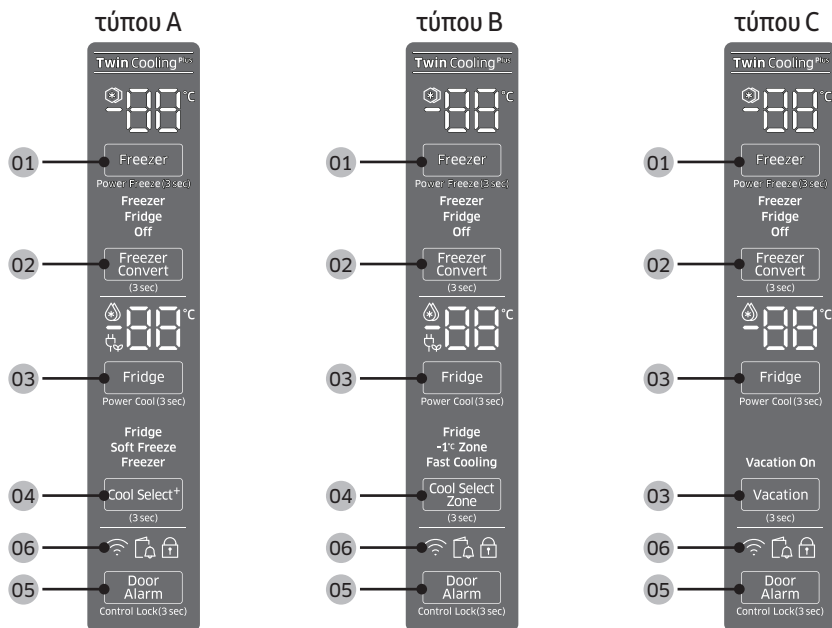 τύπου A
Twin Cooling Plus
-88 °C
01
Freezer
Power Freeze (3 sec)
Freezer
Fridge
Off
02
Freezer
Convert
(3 sec)
-88 °C
03
Fridge
Power Cool (3 sec)
Fridge
Soft Freeze
Freezer
04
Cool Select+
(3 sec)
06
05
Door
Alarm
Control Lock(3 sec)
τύπου B
Twin Cooling Plus
-88 °C
01
Freezer
Power Freeze (3 sec)
Freezer
Fridge
Off
02
Freezer
Convert
(3 sec)
-88 °C
03
Fridge
Power Cool (3 sec)
Fridge
-1℃ Zone
Fast Cooling
04
Cool Select
Zone
(3 sec)
06
05
Door
Alarm
Control Lock(3 sec)
τύπου C
Twin Cooling Plus
-88 °C
01
Freezer
Power Freeze (3 sec)
Freezer
Fridge
Off
02
Freezer
Convert
(3 sec)
-88 °C
03
Fridge
Power Cool (3 sec)
Vacation On
03
Vacation
(3 sec)
06
05
Door
Alarm
Control Lock(3 sec)